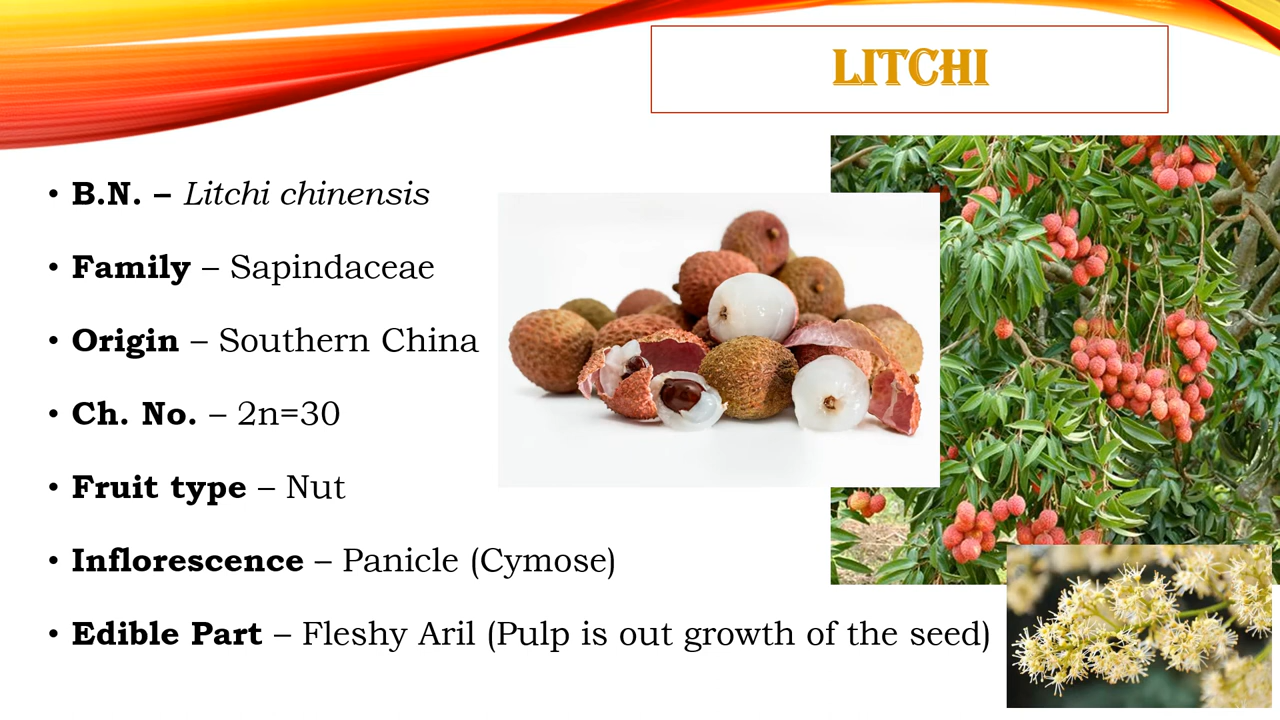 LITCHI
• B.N. – Litchi chinensis
• Family – Sapindaceae
• Origin – Southern China
• Ch. No. – 2n=30
• Fruit type – Nut
• Inflorescence – Panicle (Cymose)
• Edible Part – Fleshy Aril (Pulp is out growth of the seed)